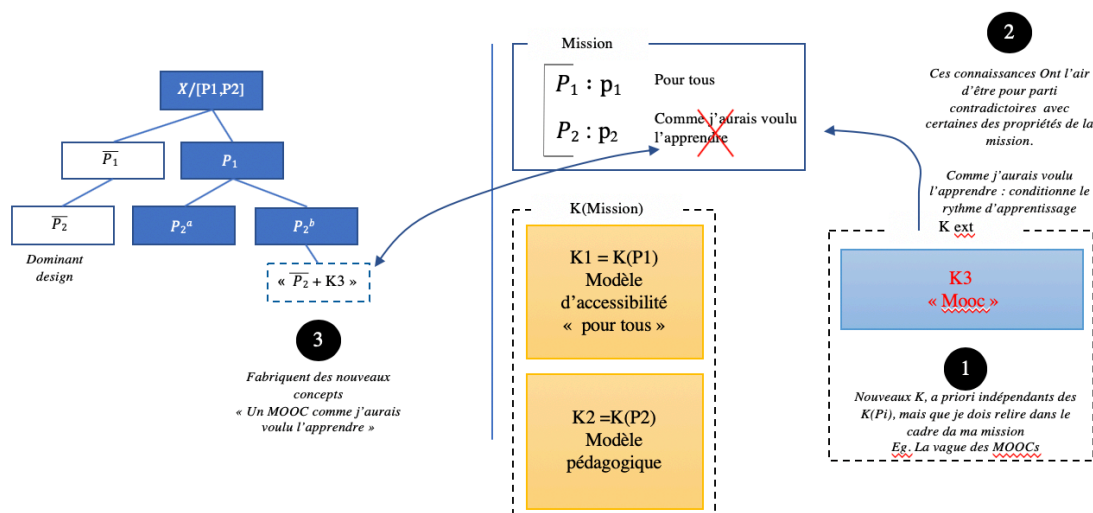 X/[P1,P2]
P̅₁
P₁
P̅₂
P₂ᵃ
P₂ᵇ
Dominant
design
« P̅₂ + K3 »
3
Fabriquent des nouveaux
concepts
« Un MOOC comme j’aurais
voulu l’apprendre »
Mission
P₁ : p₁
Pour tous
P₂ : p₂
Comme j’aurais voulu
l’apprendre
K(Mission)
K1 = K(P1)
Modèle
d’accessibilité
« pour tous »
K2 =K(P2)
Modèle
pédagogique
2
Ces connaissances Ont l’air
d’être pour parti
contradictoires avec
certaines des propriétés de la
mission.
Comme j’aurais voulu
l’apprendre : conditionne le
rythme d’apprentissage
K ext
K3
« Mooc »
1
Nouveaux K, a priori indépendants des
K(Pi), mais que je dois relire dans le
cadre da ma mission
Eg. La vague des MOOCs